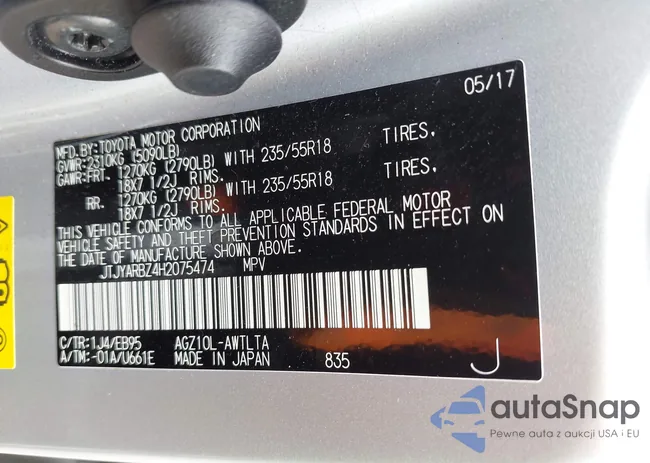 05/17
MFD.BY:TOYOTA MOTOR CORPORATION
GVWR:2310KG (5090LB)
GAWR:FRT. 1270KG (2790LB) WITH 235/55R18 TIRES,
18X7 1/2J RIMS.
RR. 1270KG (2790LB) WITH 235/55R18 TIRES,
18X7 1/2J RIMS.
THIS VEHICLE CONFORMS TO ALL APPLICABLE FEDERAL MOTOR
VEHICLE SAFETY AND THEFT PREVENTION STANDARDS IN EFFECT ON
THE DATE OF MANUFACTURE SHOWN ABOVE.
JTJYARBZ4H2075474 MPV
C/TR:1J4/EB95 AGZ10L-AWTLTA
A/TM:-01A/U661E MADE IN JAPAN 835 J
autaSnap
Pewne auta z aukcji USA i EU